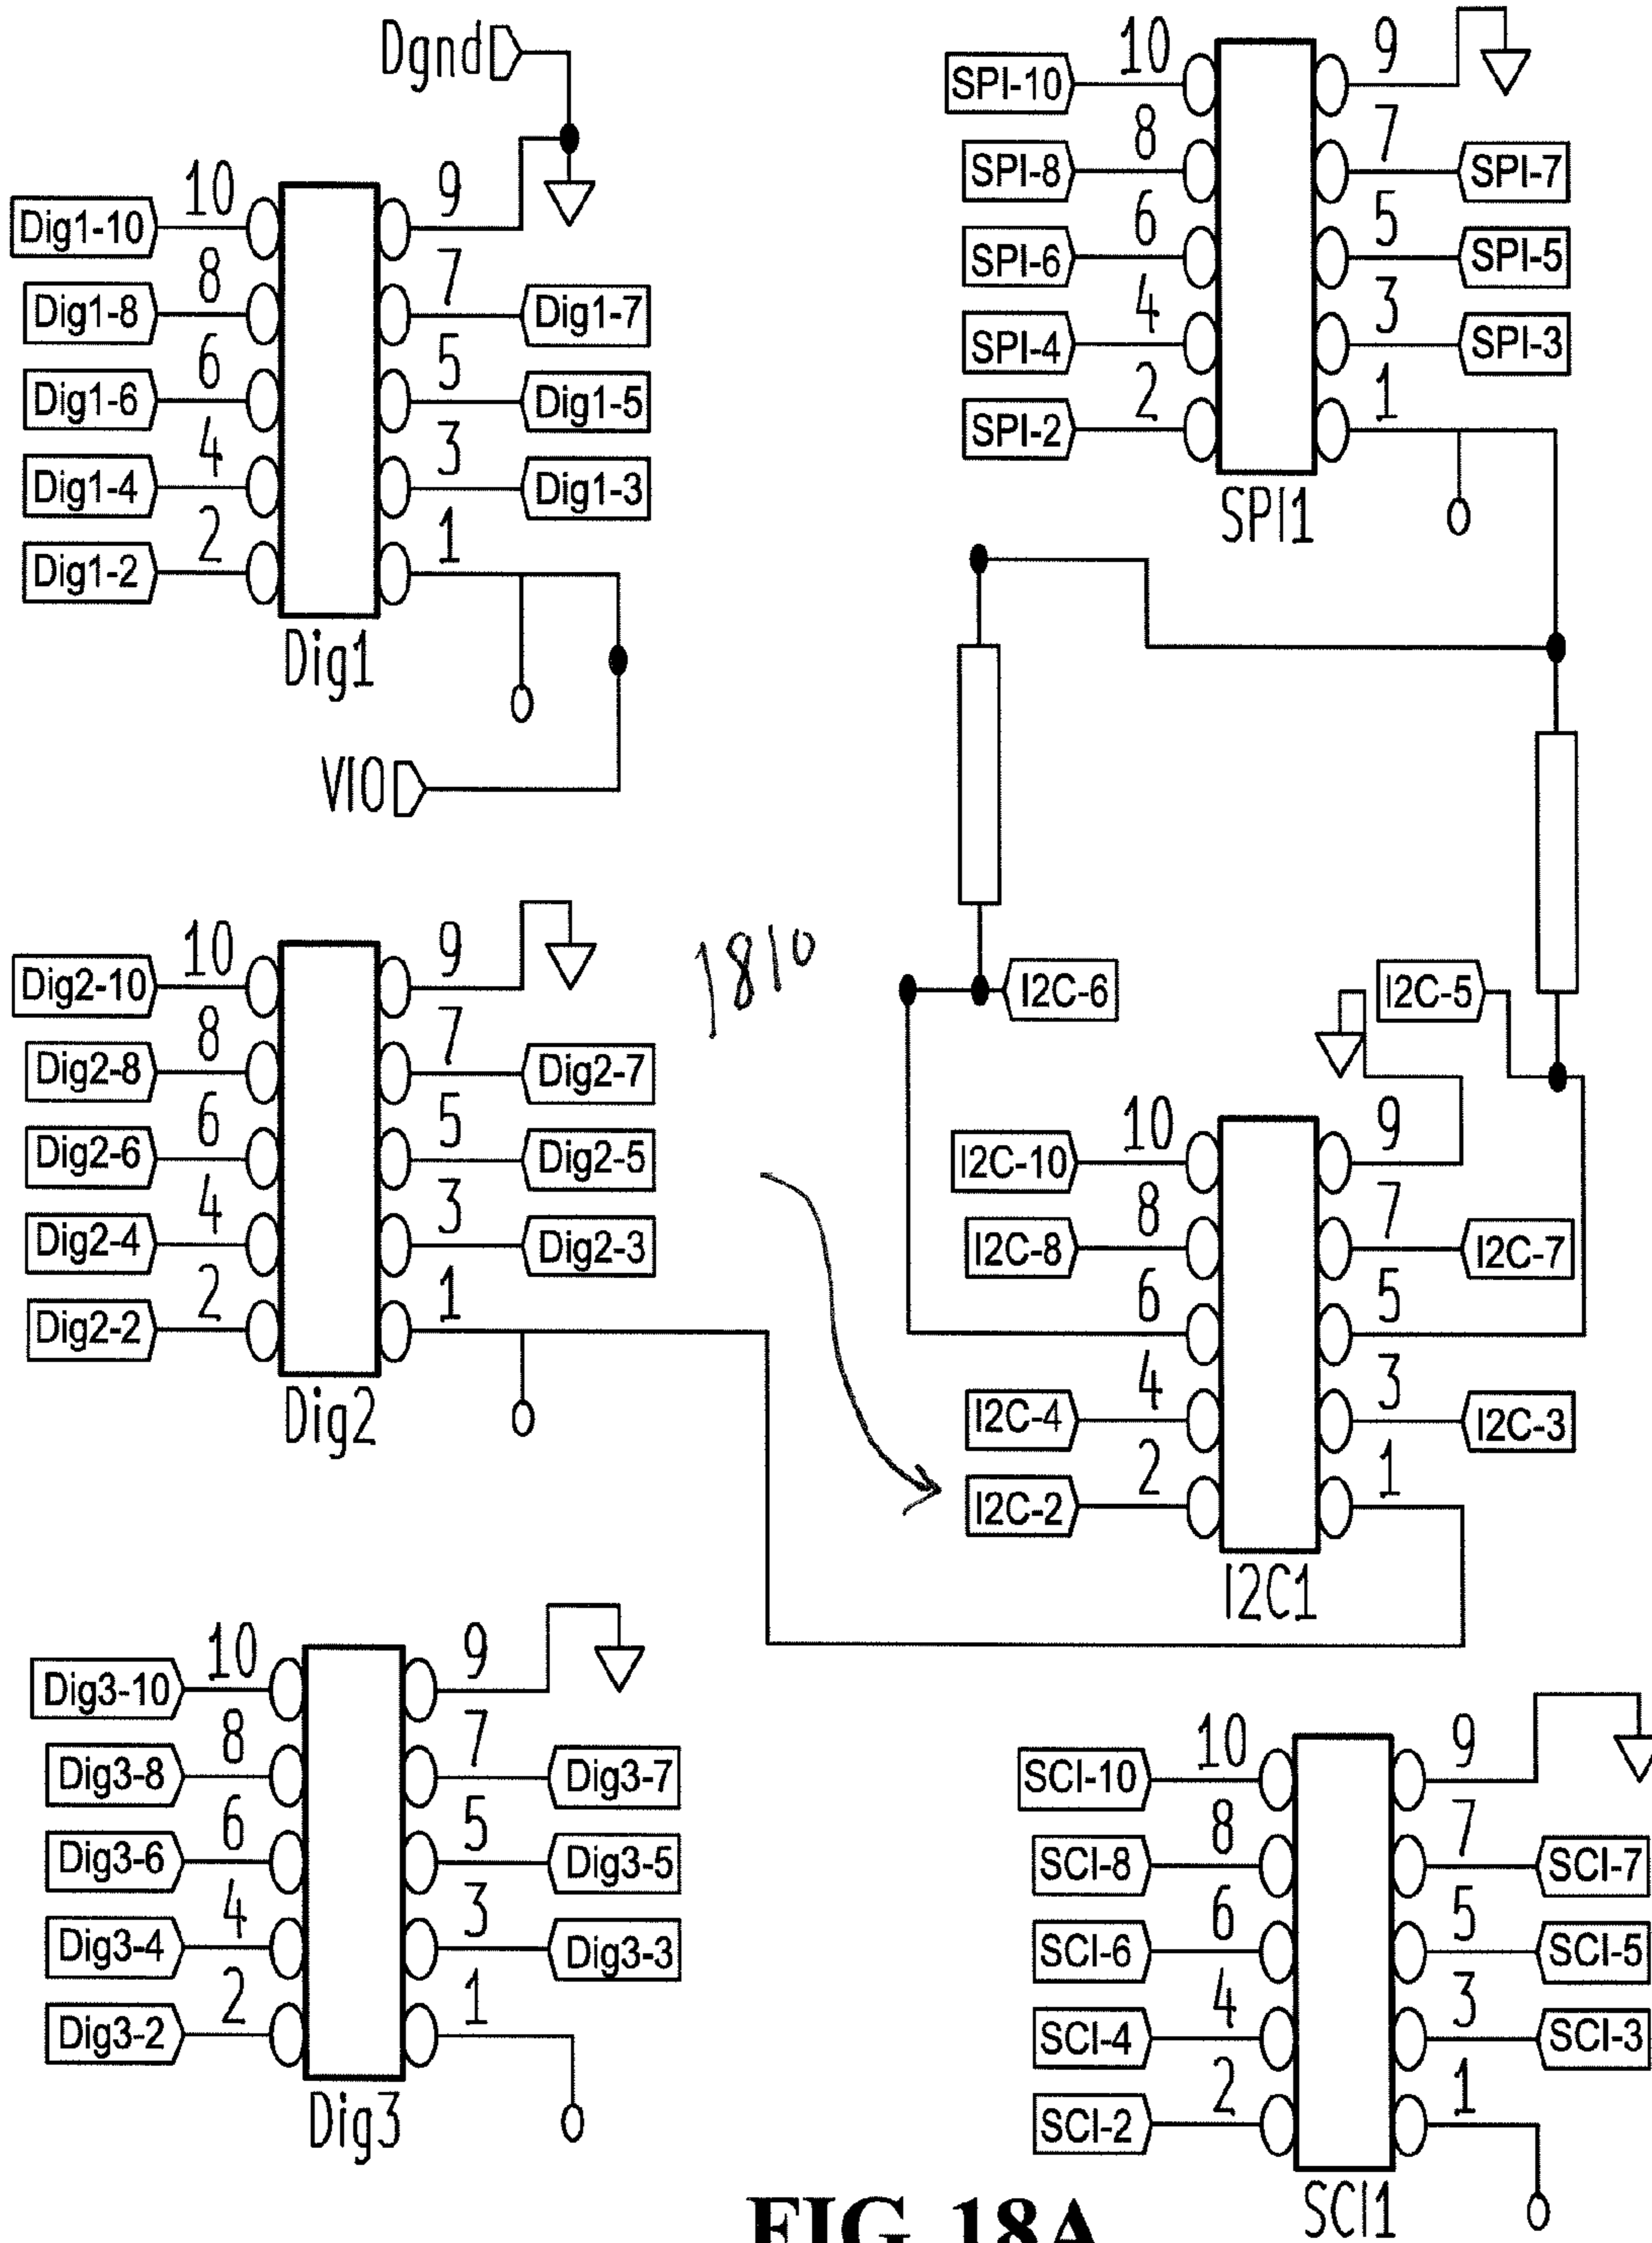 Dgnd
10 9
Dig1-10
8 7
Dig1-8 Dig1-7
6 5
Dig1-6 Dig1-5
4 3
Dig1-4 Dig1-3
2 1
Dig1-2
Dig1
VIO
10 9
Dig2-10
8 7
Dig2-8 Dig2-7
6 5
Dig2-6 Dig2-5
4 3
Dig2-4 Dig2-3
2 1
Dig2-2
Dig2
10 9
Dig3-10
8 7
Dig3-8 Dig3-7
6 5
Dig3-6 Dig3-5
4 3
Dig3-4 Dig3-3
2 1
Dig3-2
Dig3
1810
10 9
SPI-10
8 7
SPI-8 SPI-7
6 5
SPI-6 SPI-5
4 3
SPI-4 SPI-3
2 1
SPI-2
SPI1
I2C-6 I2C-5
10 9
I2C-10
8 7
I2C-8 I2C-7
6 5
4 3
I2C-4 I2C-3
2 1
I2C-2
I2C1
10 9
SCI-10
8 7
SCI-8 SCI-7
6 5
SCI-6 SCI-5
4 3
SCI-4 SCI-3
2 1
SCI-2
SCI1
FIG. 18A